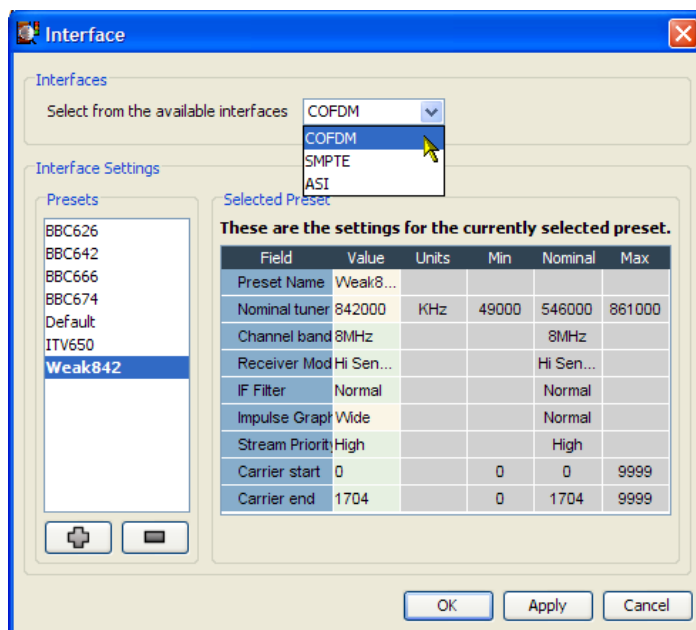 Interface
Interfaces
Select from the available interfaces COFDM
COFDM
SMPTE
ASI
Interface Settings
Presets
BBC626
BBC642
BBC666
BBC674
Default
ITV650
Weak842
Selected Preset
These are the settings for the currently selected preset.
Field Value Units Min Nominal Max
Preset Name Weak8...
Nominal tuner 842000 KHz 49000 546000 861000
Channel band 8MHz 8MHz
Receiver Mod Hi Sen... Hi Sen...
IF Filter Normal Normal
Impulse Graph Wide Normal
Stream Priority High High
Carrier start 0 0 0 9999
Carrier end 1704 0 1704 9999
OK Apply Cancel